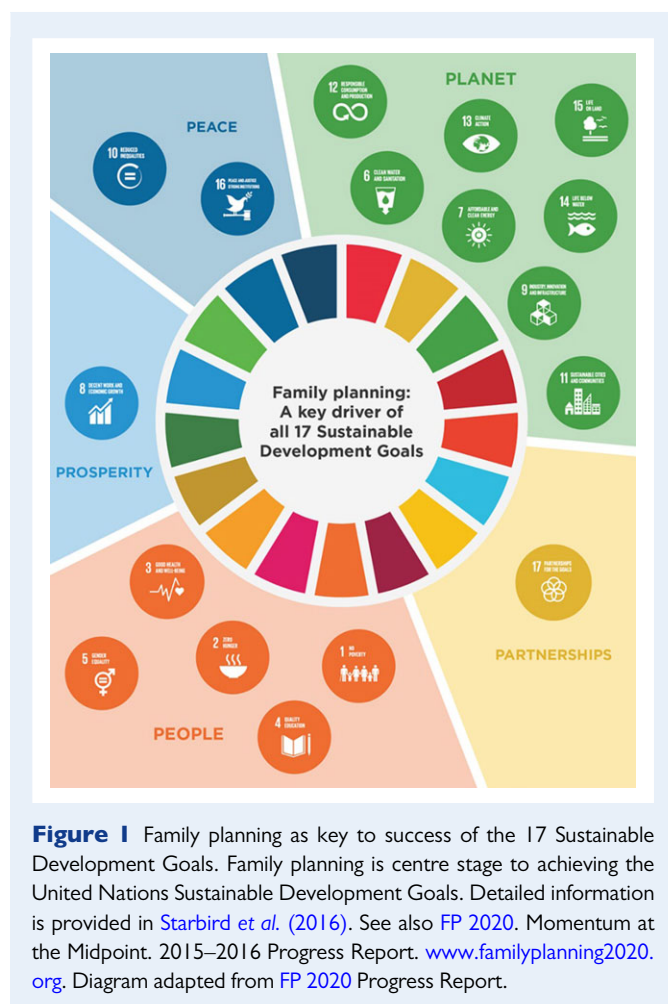 PEACE
10 REDUCED
INEQUALITIES
16 PEACE AND JUSTICE
STRONG INSTITUTIONS
PLANET
12 RESPONSIBLE
CONSUMPTION
AND PRODUCTION
13 CLIMATE
ACTION
15 LIFE
ON LAND
6 CLEAN WATER
AND SANITATION
7 AFFORDABLE AND
CLEAN ENERGY
14 LIFE BELOW
WATER
9 INDUSTRY, INNOVATION
AND INFRASTRUCTURE
11 SUSTAINABLE CITIES
AND COMMUNITIES
8 DECENT WORK AND
ECONOMIC GROWTH
PROSPERITY
Family planning:
A key driver of
all 17 Sustainable
Development Goals
3 GOOD HEALTH
AND WELL-BEING
5 GENDER
EQUALITY
2 ZERO
HUNGER
1 NO
POVERTY
4 QUALITY
EDUCATION
PEOPLE
17 PARTNERSHIPS
FOR THE GOALS
PARTNERSHIPS
Figure 1 Family planning as key to success of the 17 Sustainable
Development Goals. Family planning is centre stage to achieving the
United Nations Sustainable Development Goals. Detailed information
is provided in Starbird et al. (2016). See also FP 2020. Momentum at
the Midpoint. 2015–2016 Progress Report. www.familyplanning2020.
org. Diagram adapted from FP 2020 Progress Report.